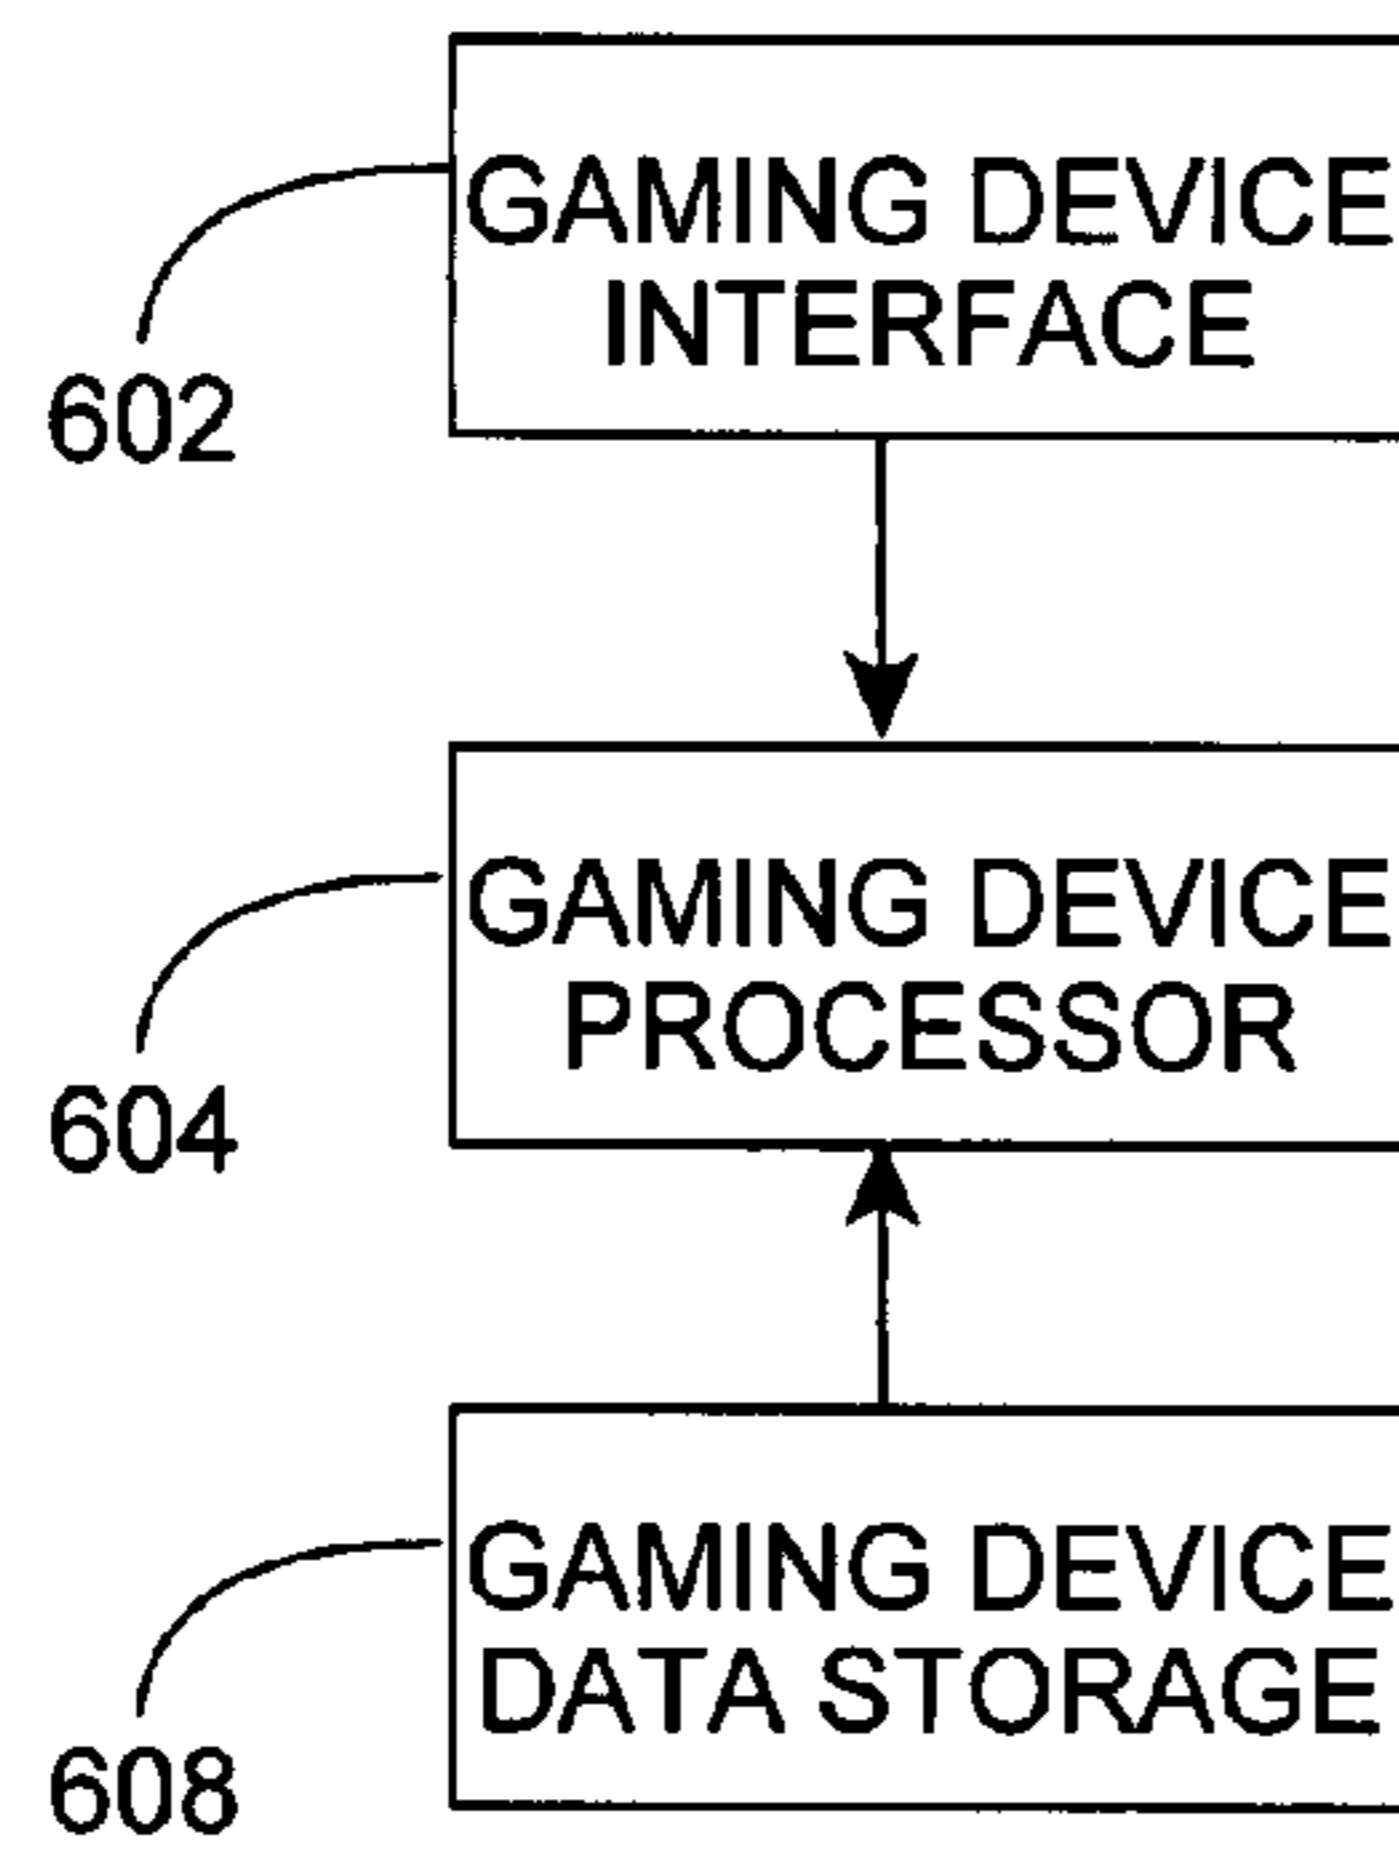 GAMING DEVICE
INTERFACE
602
GAMING DEVICE
PROCESSOR
604
GAMING DEVICE
DATA STORAGE
608